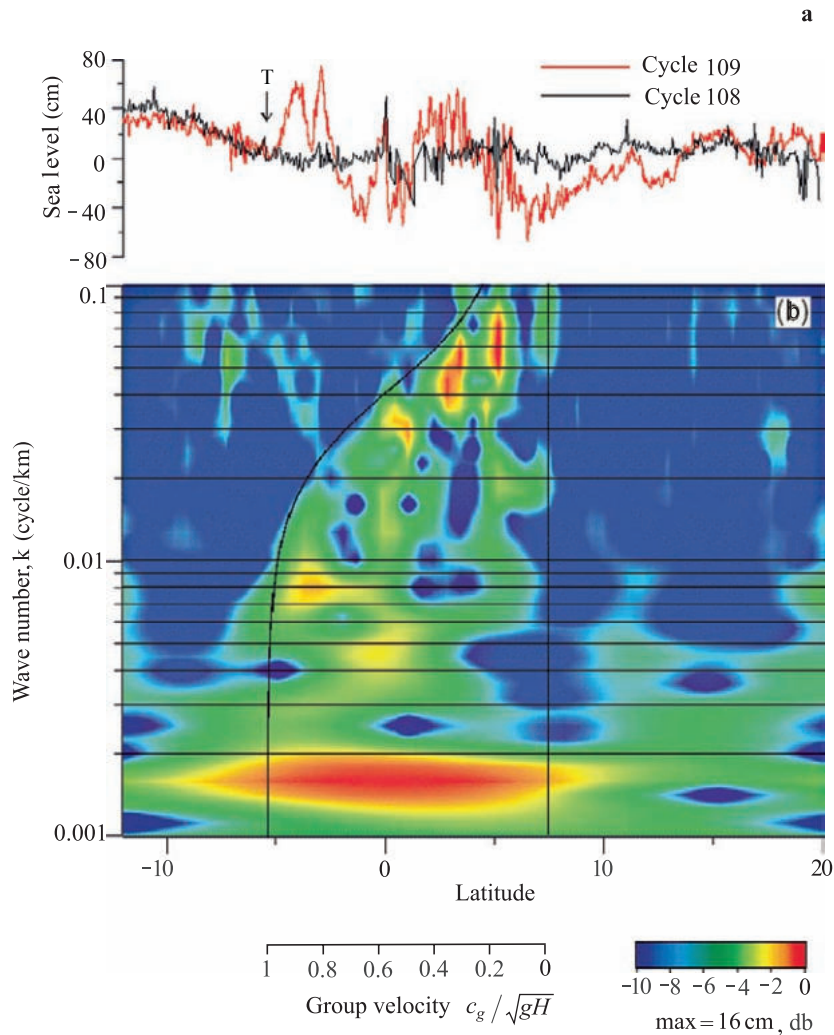 a
80
40
0
−40
−80
Sea level (cm)
T
Cycle 109
Cycle 108
(b)
0.1
0.01
0.001
Wave number, k (cycle/km)
−10 0 10 20
Latitude
1 0.8 0.6 0.4 0.2 0
Group velocity c_g / √gH
−10 −8 −6 −4 −2 0
max = 16 cm , db